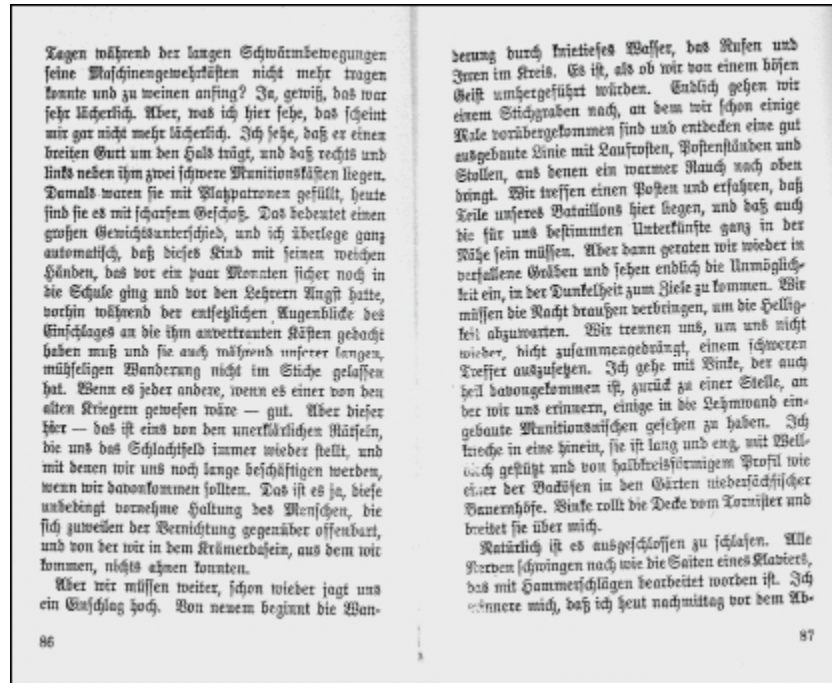 Tagen während der langen Schwärmbewegungen
seine Maschinengewehrkästen nicht mehr tragen
konnte und zu weinen anfing? Ja, gewiß, das war
sehr lächerlich. Aber, was ich hier sehe, das scheint
mir gar nicht mehr lächerlich. Ich sehe, daß er einen
breiten Gurt um den Hals trägt, und daß rechts und
links neben ihm zwei schwere Munitionskästen liegen.
Damals waren sie mit Platzpatronen gefüllt, heute
sind sie es mit scharfem Geschoß. Das bedeutet einen
großen Gewichtsunterschied, und ich überlege ganz
automatisch, daß dieses Kind mit seinen weichen
Händen, das vor ein paar Monaten sicher noch in
die Schule ging und vor den Lehrern Angst hatte,
vorhin während der entsetzlichen Augenblicke des
Einschlages an die ihm anvertrauten Kästen gedacht
haben muß und sie auch während unserer langen,
mühseligen Wanderung nicht im Stiche gelassen
hat. Wenn es jeder andere, wenn es einer von den
alten Kriegern gewesen wäre — gut. Aber dieser
hier — das ist eins von den unerklärlichen Rätseln,
die uns das Schlachtfeld immer wieder stellt, und
mit denen wir uns noch lange beschäftigen werden,
wenn wir davonkommen sollten. Das ist es ja, diese
unbedingt vornehme Haltung des Menschen, die
sich zuweilen der Vernichtung gegenüber offenbart,
und von der wir in dem Krämerdasein, aus dem wir
kommen, nichts ahnen konnten.
Aber wir müssen weiter, schon wieder jagt uns
ein Einschlag hoch. Von neuem beginnt die Wan-
86
derung durch knietiefes Wasser, das Rufen und
Irren im Kreis. Es ist, als ob wir von einem bösen
Geist umhergeführt würden. Endlich gehen wir
einem Stichgraben nach, an dem wir schon einige
Male vorübergekommen sind und entdecken eine gut
ausgebaute Linie mit Laufrosten, Postenständen und
Stollen, aus denen ein warmer Rauch nach oben
dringt. Wir treffen einen Posten und erfahren, daß
Teile unseres Bataillons hier liegen, und daß auch
die für uns bestimmten Unterkünfte ganz in der
Nähe sein müssen. Aber dann geraten wir wieder in
verfallene Gräben und sehen endlich die Unmöglich-
keit ein, in der Dunkelheit zum Ziele zu kommen. Wir
müssen die Nacht draußen verbringen, um die Hellig-
keit abzuwarten. Wir trennen uns, um uns nicht
wieder, dicht zusammengedrängt, einem schweren
Treffer auszusetzen. Ich gehe mit Vinke, der auch
heil davongekommen ist, zurück zu einer Stelle, an
der wir uns erinnern, einige in die Lehmwand ein-
gebaute Munitionsnischen gesehen zu haben. Ich
krieche in eine hinein, sie ist lang und eng, mit Well-
blech gestützt und von halbkreisförmigem Profil wie
einer der Backöfen in den Gärten niedersächsischer
Bauernhöfe. Vinke rollt die Decke vom Tornister und
breitet sie über mich.
Natürlich ist es ausgeschlossen zu schlafen. Alle
Nerven schwingen nach wie die Saiten eines Klaviers,
das mit Hammerschlägen bearbeitet worden ist. Ich
erinnere mich, daß ich heut nachmittag vor dem Ab-
87